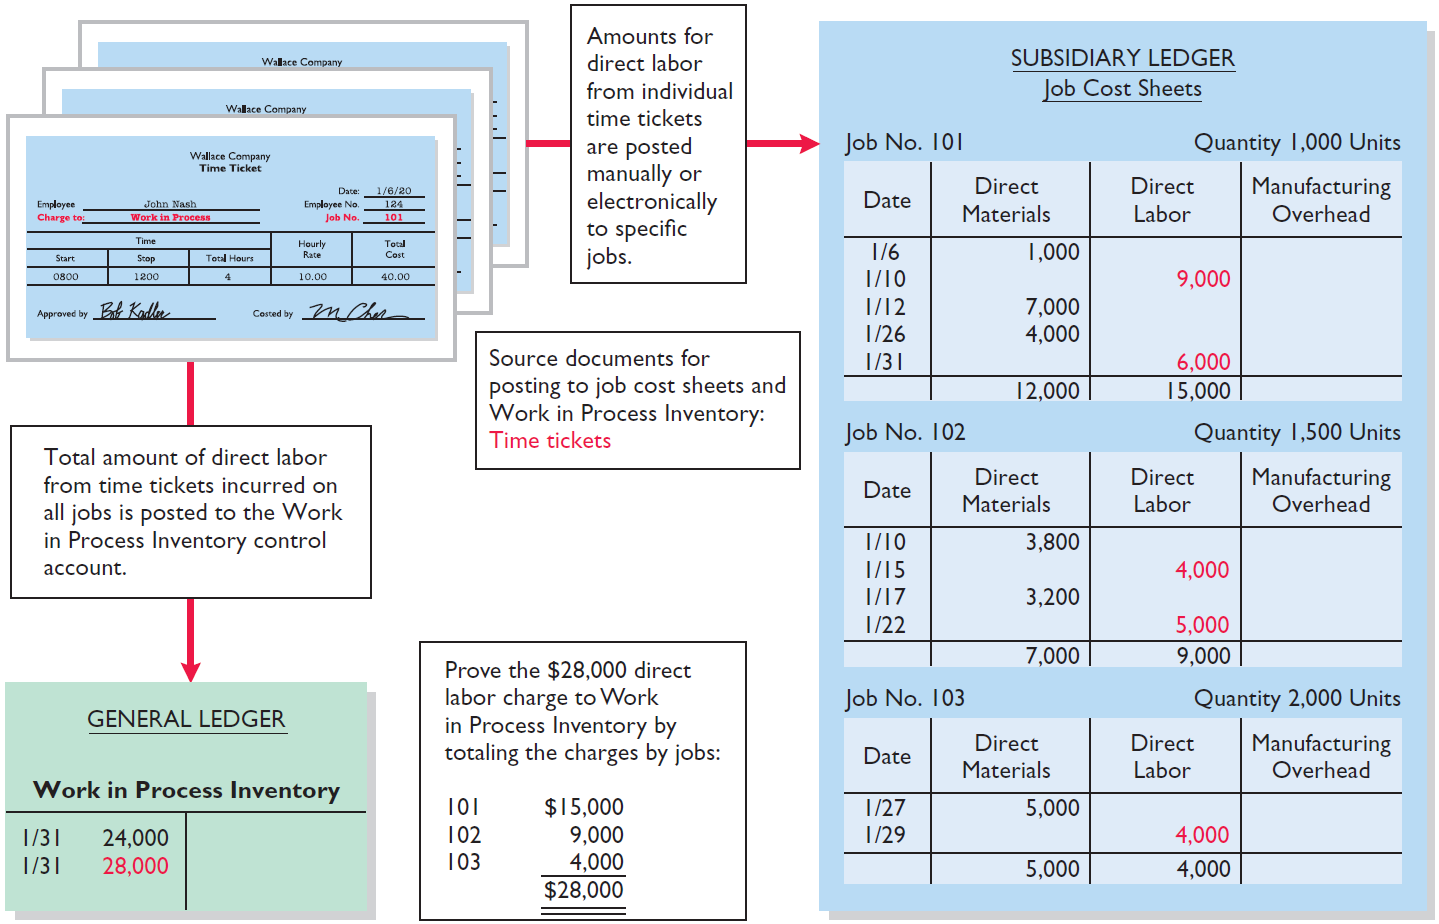 Wallace Company
Wallace Company
Wallace Company
Time Ticket
Date: 1/6/20
Employee John Nash Employee No. 124
Charge to: Work in Process Job No. 101
Time Hourly Rate Total Cost
Start Stop Total Hours
0800 1200 4 10.00 40.00
Approved by Bob Kadler Costed by M. Cher
Amounts for
direct labor
from individual
time tickets
are posted
manually or
electronically
to specific
jobs.
Source documents for
posting to job cost sheets and
Work in Process Inventory:
Time tickets
Total amount of direct labor
from time tickets incurred on
all jobs is posted to the Work
in Process Inventory control
account.
GENERAL LEDGER
Work in Process Inventory
1/31 24,000
1/31 28,000
Prove the $28,000 direct
labor charge to Work
in Process Inventory by
totaling the charges by jobs:
101 $15,000
102 9,000
103 4,000
$28,000
SUBSIDIARY LEDGER
Job Cost Sheets
Job No. 101 Quantity 1,000 Units
Date Direct Materials Direct Labor Manufacturing Overhead
1/6 1,000
1/10 9,000
1/12 7,000
1/26 4,000
1/31 6,000
12,000 15,000
Job No. 102 Quantity 1,500 Units
Date Direct Materials Direct Labor Manufacturing Overhead
1/10 3,800
1/15 4,000
1/17 3,200
1/22 5,000
7,000 9,000
Job No. 103 Quantity 2,000 Units
Date Direct Materials Direct Labor Manufacturing Overhead
1/27 5,000
1/29 4,000
5,000 4,000